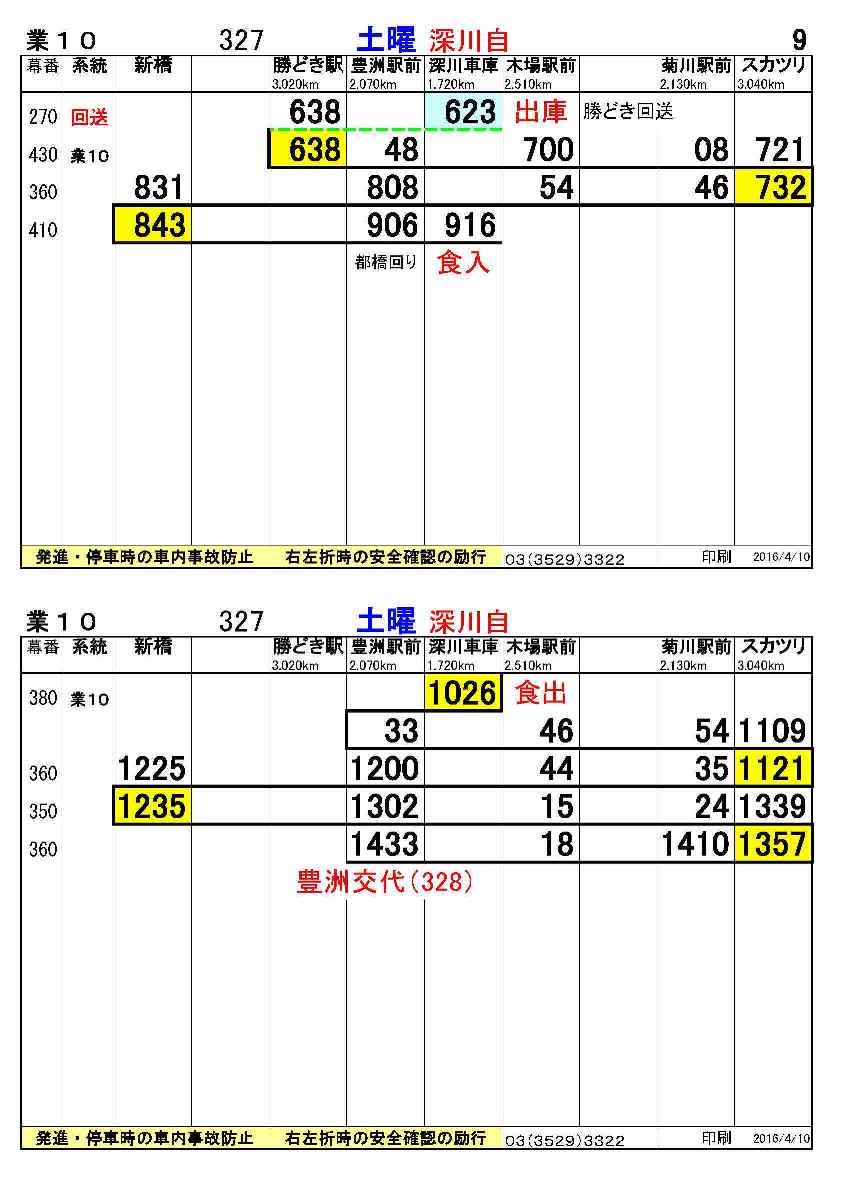 業１０ 327 土曜 深川自 9
幕番 系統 新橋 勝どき駅 豊洲駅前 深川車庫 木場駅前 菊川駅前 スカツリ
3.020km 2.070km 1.720km 2.510km 2.130km 3.040km
270 回送 638 623 出庫 勝どき回送
430 業10 638 48 700 08 721
360 831 808 54 46 732
410 843 906 916
都橋回り 食入
発進・停車時の車内事故防止 右左折時の安全確認の励行 03(3529)3322 印刷 2016/4/10
業１０ 327 土曜 深川自
幕番 系統 新橋 勝どき駅 豊洲駅前 深川車庫 木場駅前 菊川駅前 スカツリ
3.020km 2.070km 1.720km 2.510km 2.130km 3.040km
380 業10 1026 食出
33 46 54 1109
360 1225 1200 44 35 1121
350 1235 1302 15 24 1339
360 1433 18 1410 1357
豊洲交代(328)
発進・停車時の車内事故防止 右左折時の安全確認の励行 03(3529)3322 印刷 2016/4/10